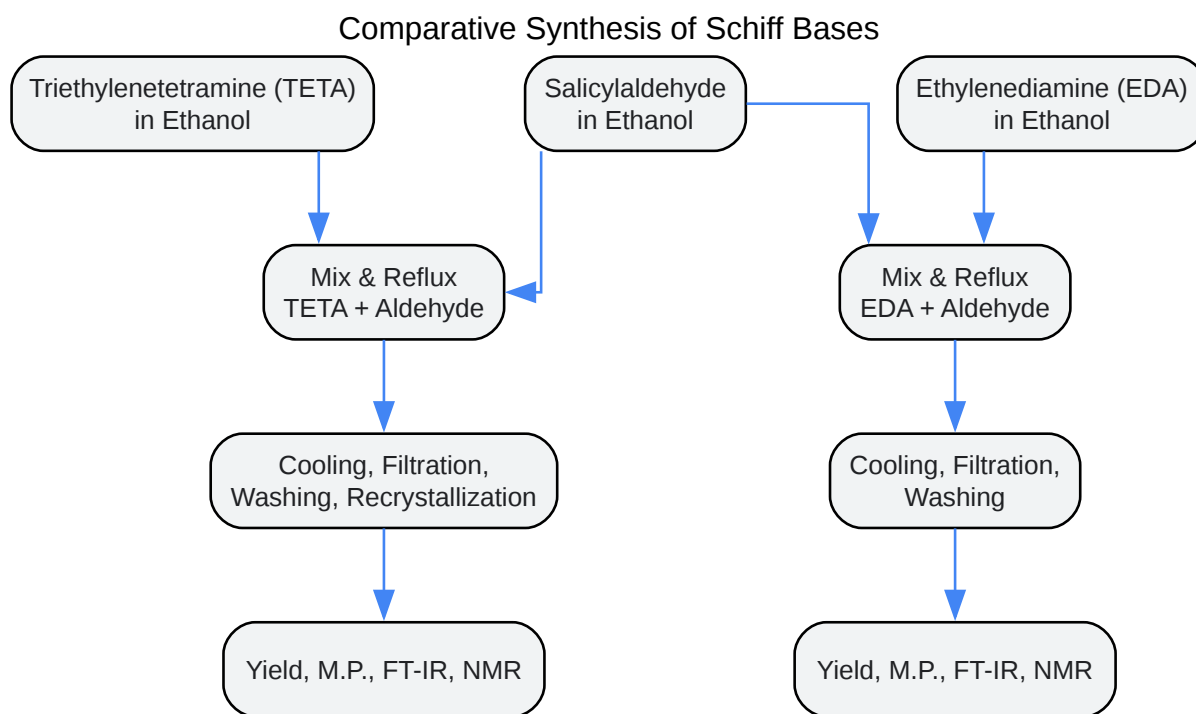 Comparative Synthesis of Schiff Bases
Triethylenetetramine (TETA)
in Ethanol
Salicylaldehyde
in Ethanol
Ethylenediamine (EDA)
in Ethanol
Mix & Reflux
TETA + Aldehyde
Mix & Reflux
EDA + Aldehyde
Cooling, Filtration,
Washing, Recrystallization
Cooling, Filtration,
Washing
Yield, M.P., FT-IR, NMR
Yield, M.P., FT-IR, NMR